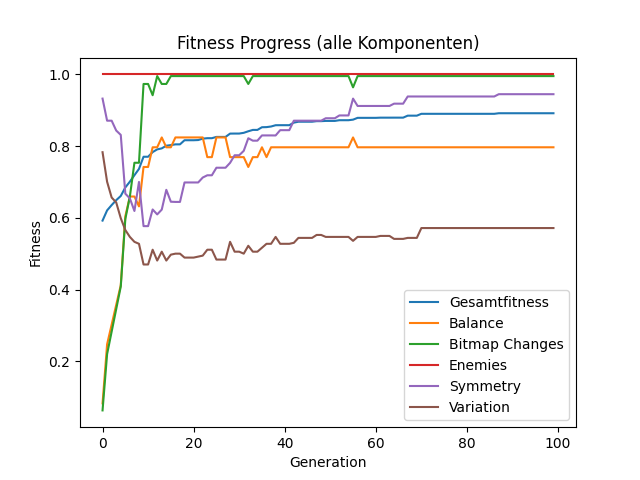 Fitness Progress (alle Komponenten)
Fitness
1.0
0.8
0.6
0.4
0.2
0 20 40 60 80 100
Generation
Gesamtfitness
Balance
Bitmap Changes
Enemies
Symmetry
Variation